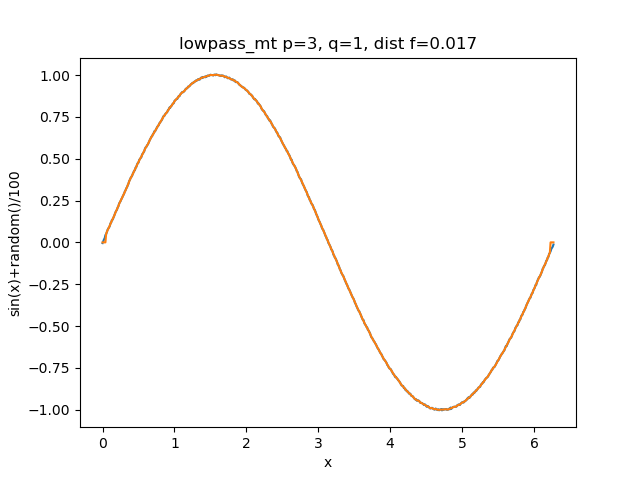 lowpass_mt p=3, q=1, dist f=0.017
1.00
0.75
0.50
0.25
0.00
−0.25
−0.50
−0.75
−1.00
sin(x)+random()/100
0 1 2 3 4 5 6
x